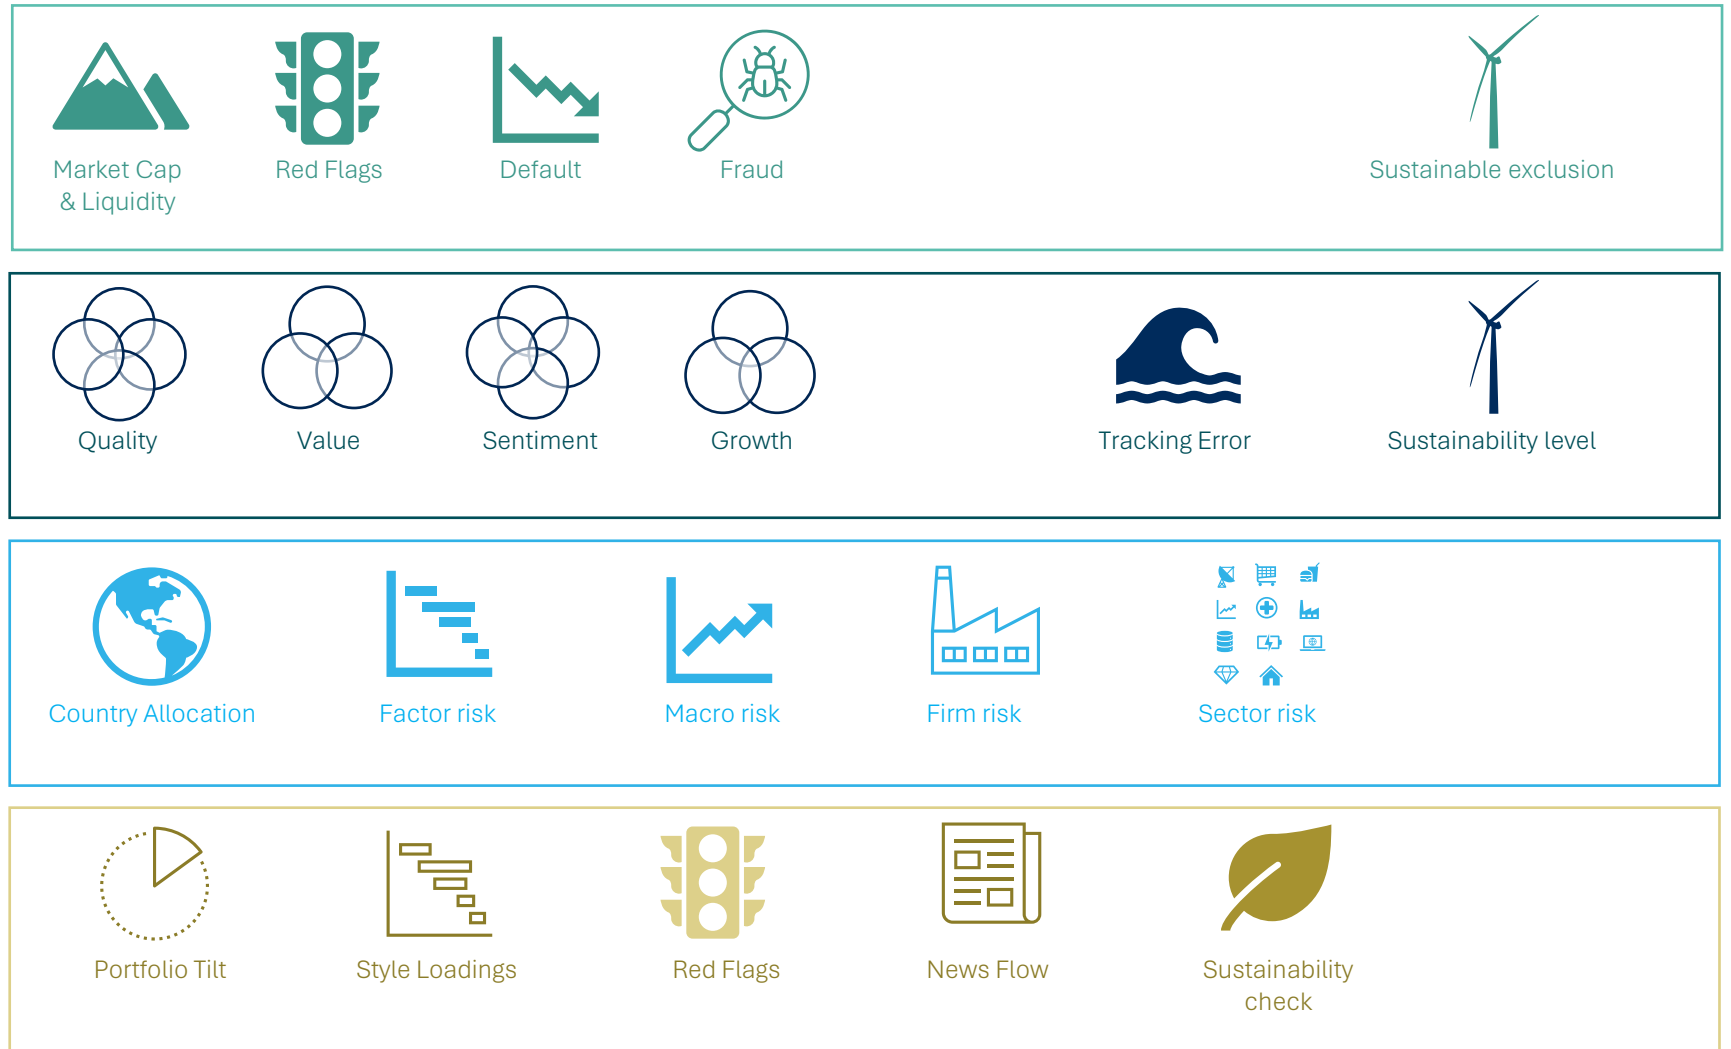 Market Cap
& Liquidity
Red Flags
Default
Fraud
Sustainable exclusion
Quality
Value
Sentiment
Growth
Tracking Error
Sustainability level
Country Allocation
Factor risk
Macro risk
Firm risk
Sector risk
Portfolio Tilt
Style Loadings
Red Flags
News Flow
Sustainability
check